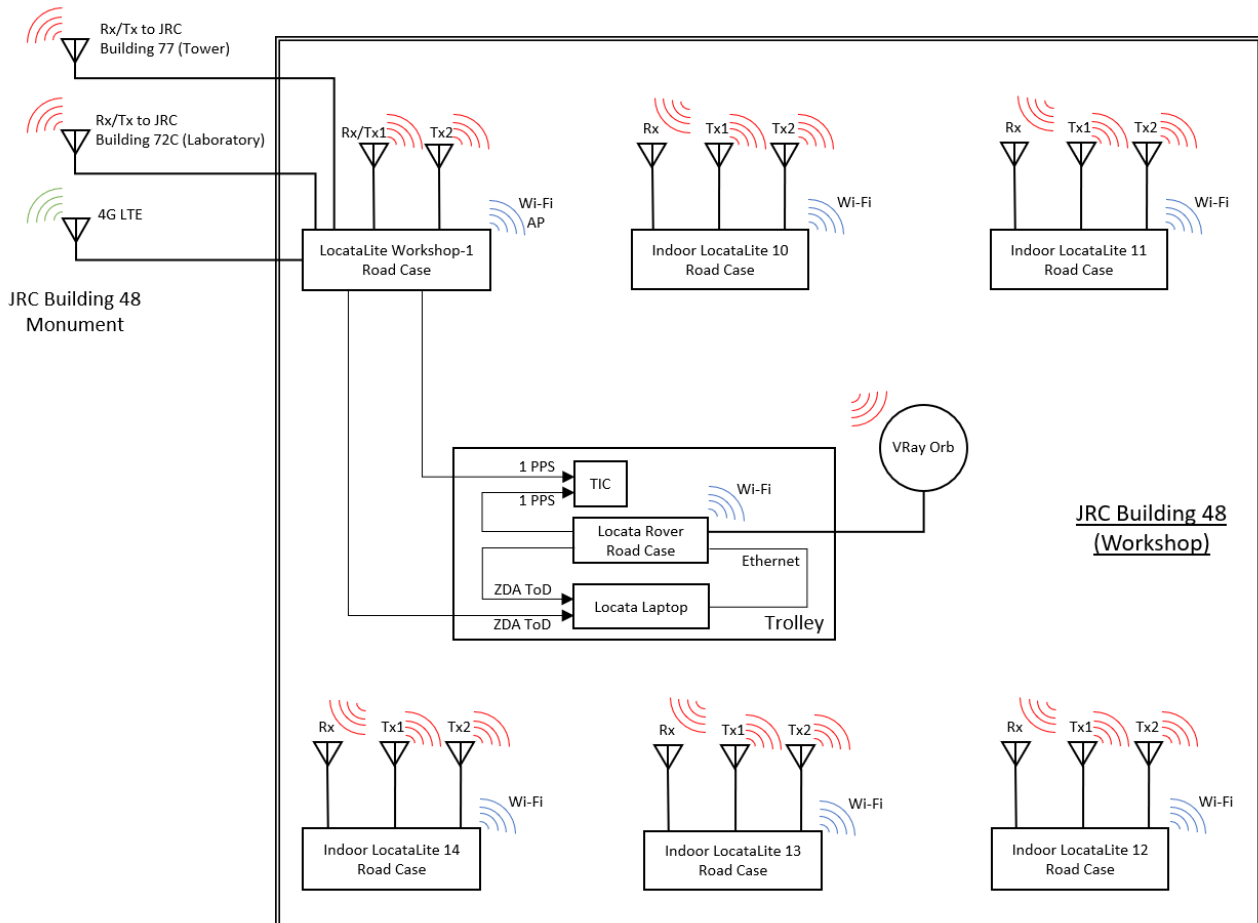 Rx/Tx to JRC
Building 77 (Tower)
Rx/Tx to JRC
Building 72C (Laboratory)
4G LTE
JRC Building 48
Monument
Rx/Tx1
Tx2
Wi-Fi
AP
LocataLite Workshop-1
Road Case
Rx
Tx1
Tx2
Wi-Fi
Indoor LocataLite 10
Road Case
Rx
Tx1
Tx2
Wi-Fi
Indoor LocataLite 11
Road Case
VRay Orb
1 PPS
TIC
1 PPS
Wi-Fi
Locata Rover
Road Case
Ethernet
ZDA ToD
Locata Laptop
ZDA ToD
Trolley
JRC Building 48
(Workshop)
Rx
Tx1
Tx2
Wi-Fi
Indoor LocataLite 14
Road Case
Rx
Tx1
Tx2
Wi-Fi
Indoor LocataLite 13
Road Case
Rx
Tx1
Tx2
Wi-Fi
Indoor LocataLite 12
Road Case